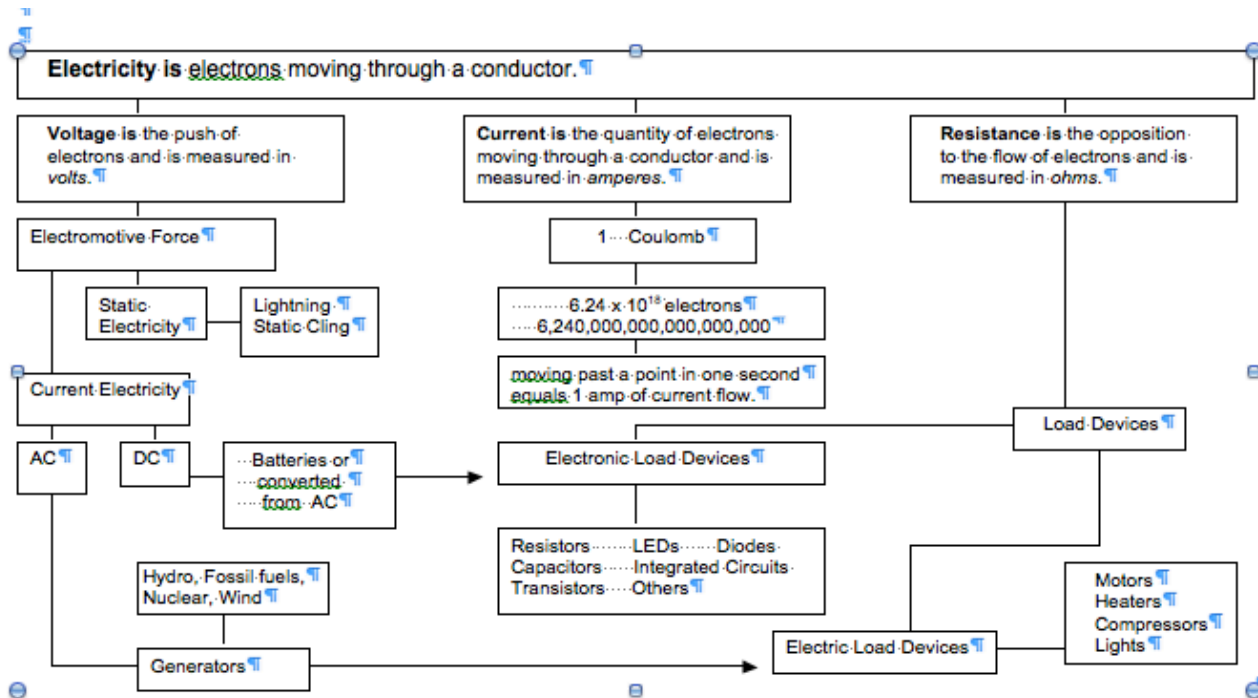 Electricity is electrons moving through a conductor.¶
Voltage is the push of
electrons and is measured in
volts.¶
Current is the quantity of electrons
moving through a conductor and is
measured in amperes.¶
Resistance is the opposition
to the flow of electrons and is
measured in ohms.¶
Electromotive Force¶
1 Coulomb¶
Static
Electricity¶
Lightning ¶
Static Cling¶
6.24 x 10¹⁸ electrons¶
6,240,000,000,000,000,000¶
moving past a point in one second¶
equals 1 amp of current flow.¶
Current Electricity¶
Load Devices¶
AC¶
DC¶
Batteries or¶
converted ¶
from AC¶
Electronic Load Devices¶
Resistors LEDs Diodes
Capacitors Integrated Circuits
Transistors Others¶
Hydro, Fossil fuels,¶
Nuclear, Wind¶
Motors¶
Heaters¶
Compressors¶
Lights¶
Electric Load Devices¶
Generators¶